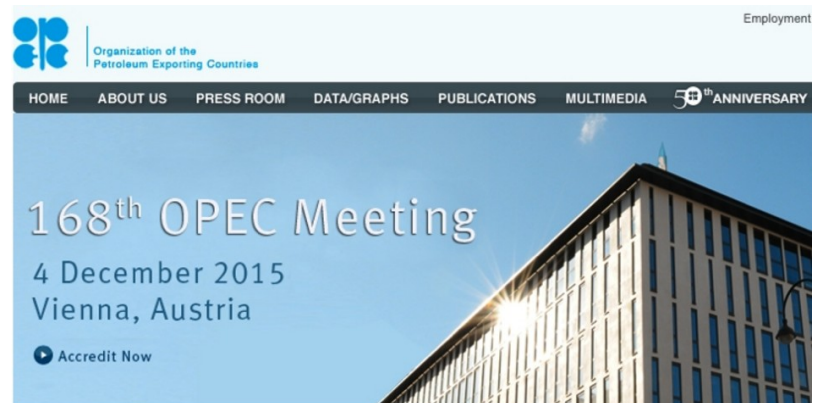 Employment
OPEC
Organization of the
Petroleum Exporting Countries
HOME ABOUT US PRESS ROOM DATA/GRAPHS PUBLICATIONS MULTIMEDIA 50th ANNIVERSARY
168th OPEC Meeting
4 December 2015
Vienna, Austria
Accredit Now